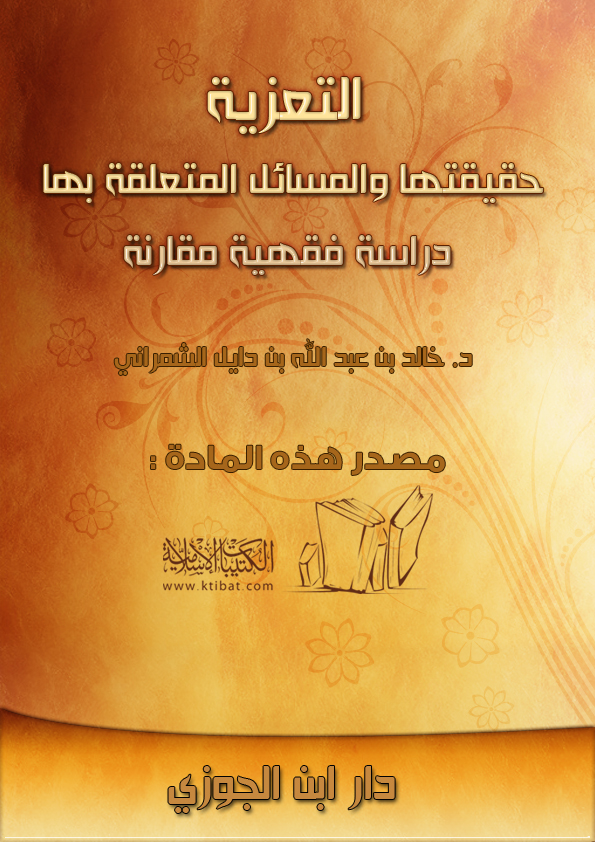 التعزية
حقيقتها والمسائل المتعلقة بها
دراسة فقهية مقارنة
د. خالد بن عبد الله بن دايل الشمراني
مصدر هذه المادة :
الكتيبات الإسلامية
www.ktibat.com
دار ابن الجوزي